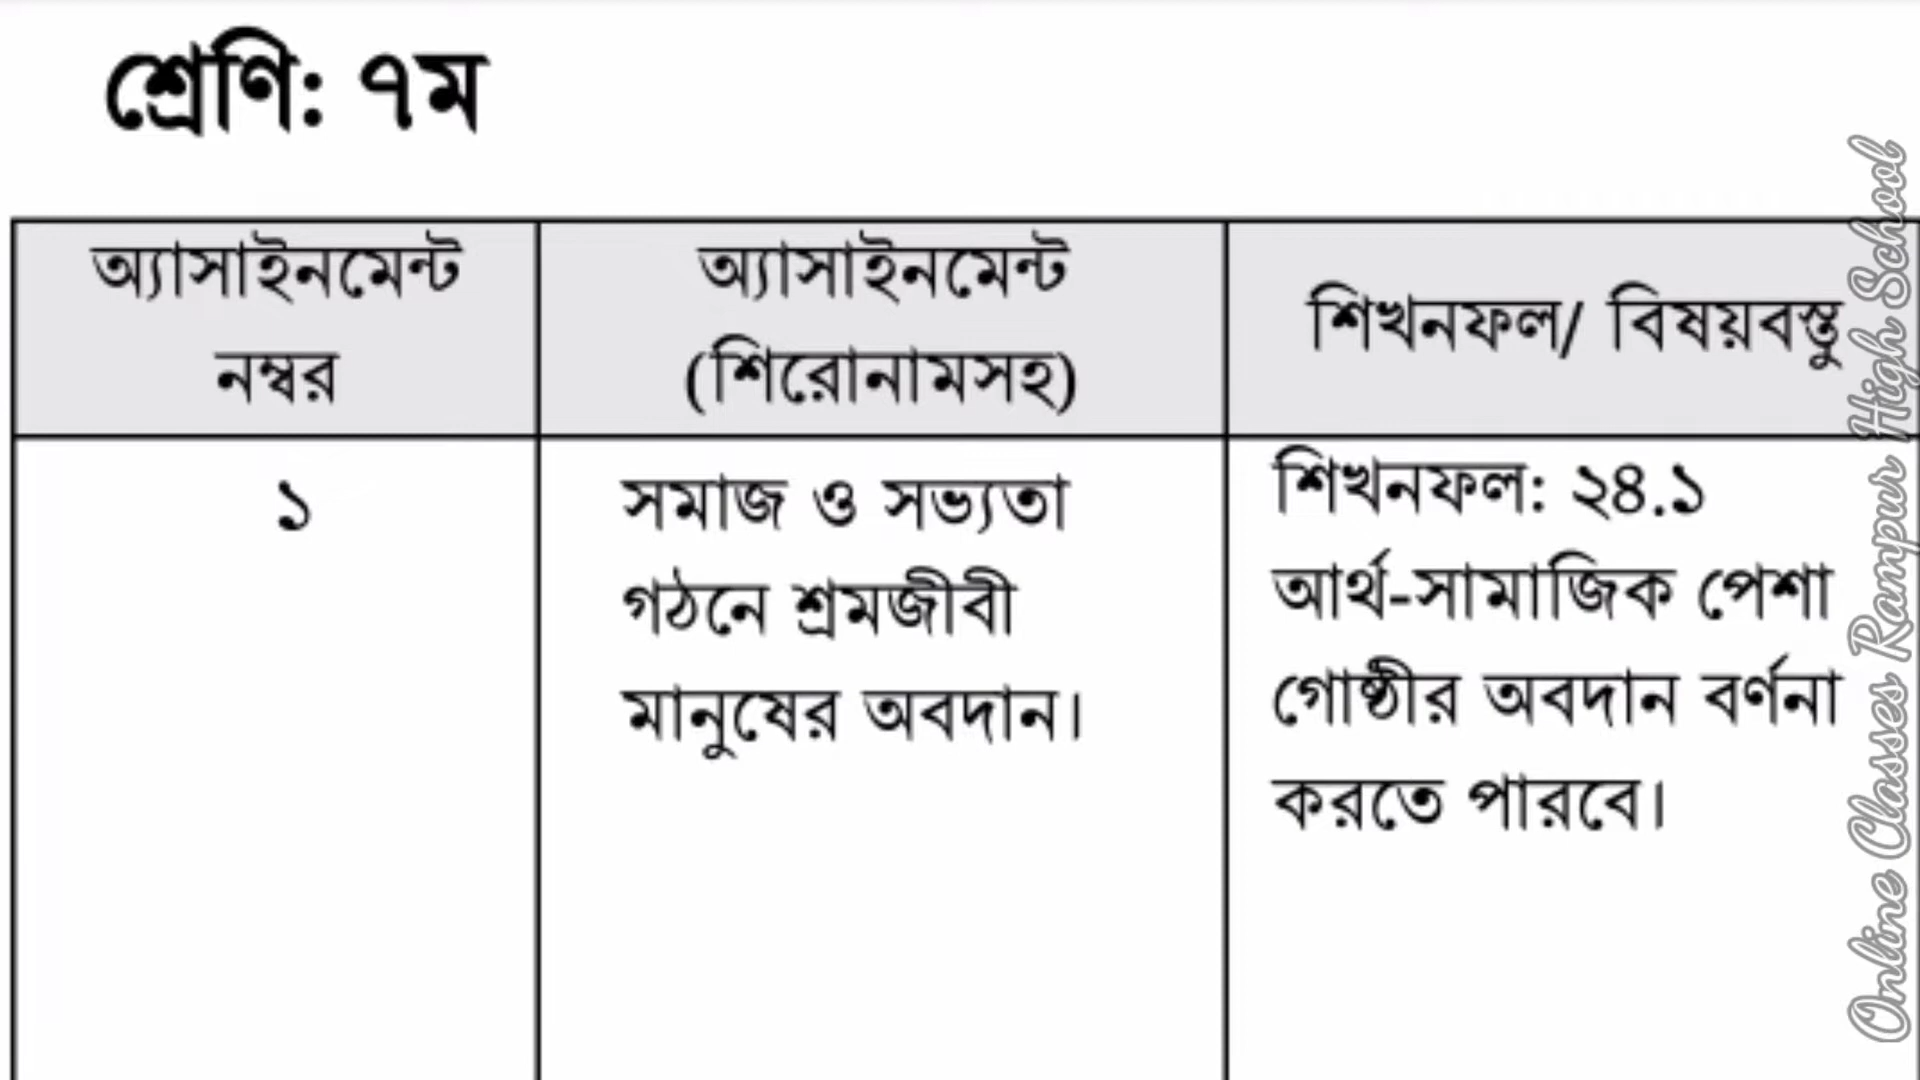 শ্রেণি: ৭ম
অ্যাসাইনমেন্ট
নম্বর
অ্যাসাইনমেন্ট
(শিরোনামসহ)
শিখনফল/ বিষয়বস্তু
১
সমাজ ও সভ্যতা
গঠনে শ্রমজীবী
মানুষের অবদান।
শিখনফল: ২৪.১
আর্থ-সামাজিক পেশা
গোষ্ঠীর অবদান বর্ণনা
করতে পারবে।
Online Classes Rampur High School